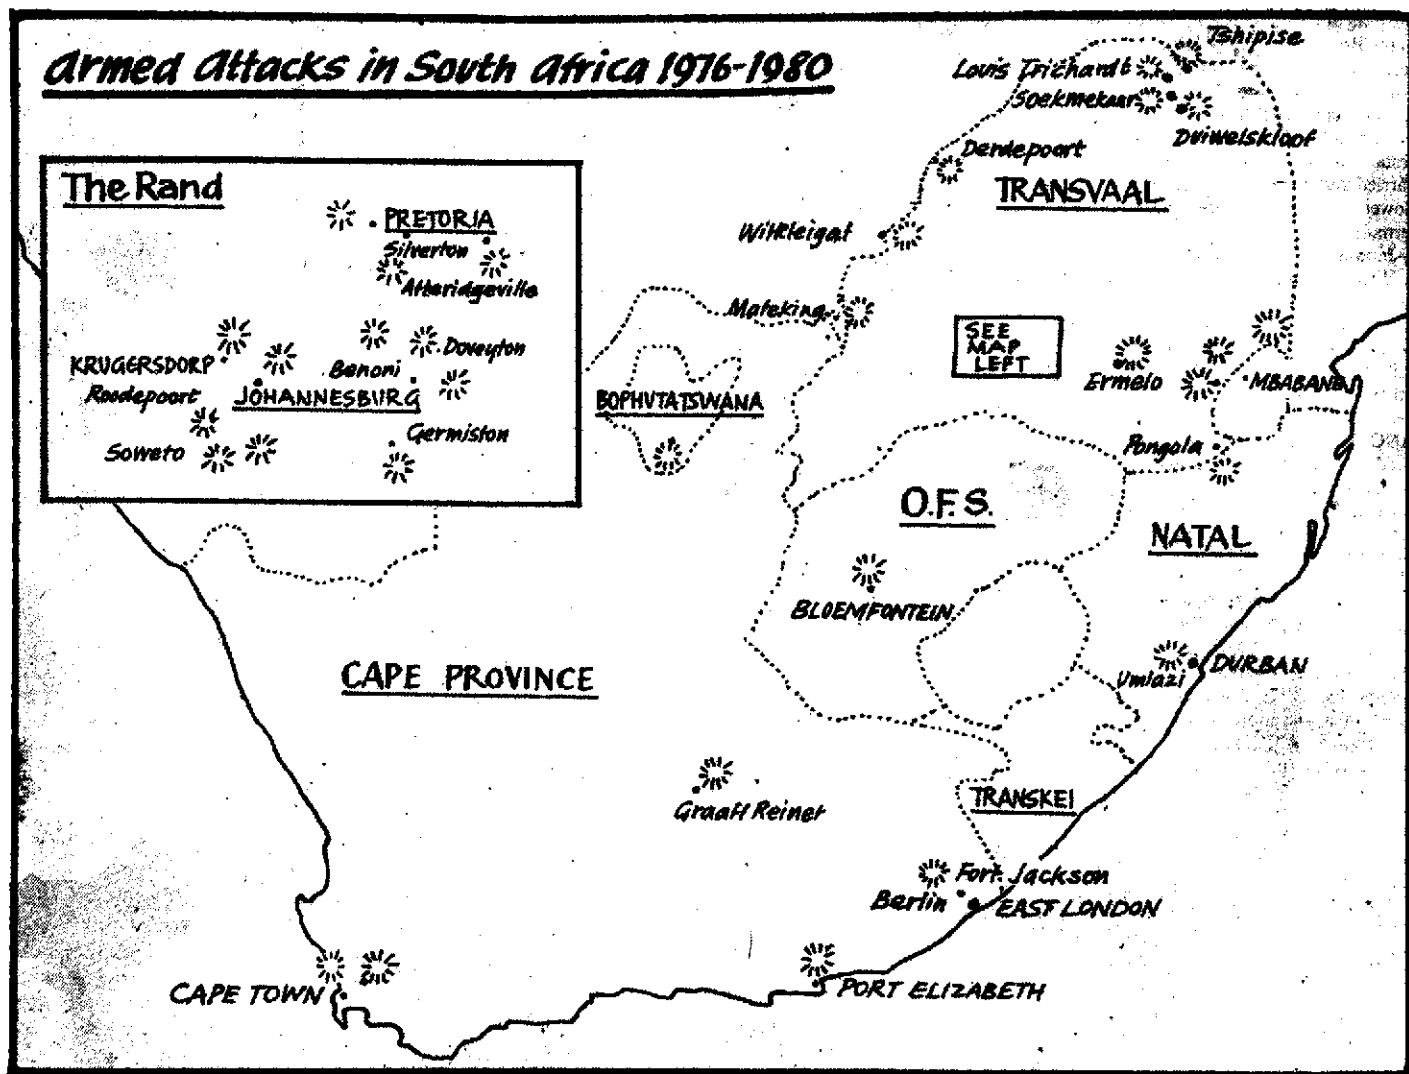 Armed Attacks in South Africa 1976-1980
The Rand
PRETORIA
Silverton
Atteridgeville
KRUGERSDORP
Roodepoort
JOHANNESBURG
Benoni
Doveyton
Germiston
Soweto
Tshipise
Louis Trichardt
Soekmekaar
Duiwelskloof
Derdepoort
TRANSVAAL
Witkleigat
Mafeking
SEE
MAP
LEFT
Ermelo
MBABANE
BOPHUTATSWANA
Pongola
O.F.S.
NATAL
BLOEMFONTEIN
CAPE PROVINCE
Umlazi
DURBAN
Graaff Reinet
TRANSKEI
Fort Jackson
Berlin
EAST LONDON
CAPE TOWN
PORT ELIZABETH